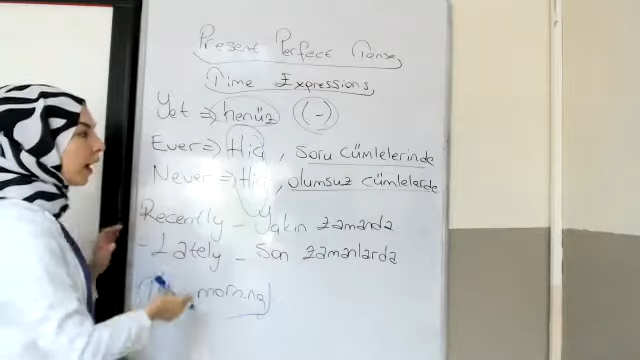 Present Perfect Tense
Time Expressions
Yet => henüz (-)
Ever => Hiç, soru cümlelerinde
Never => Hiç, olumsuz cümlelerde
Recently - Yakın zamanda
- Lately - Son zamanlarda
morning